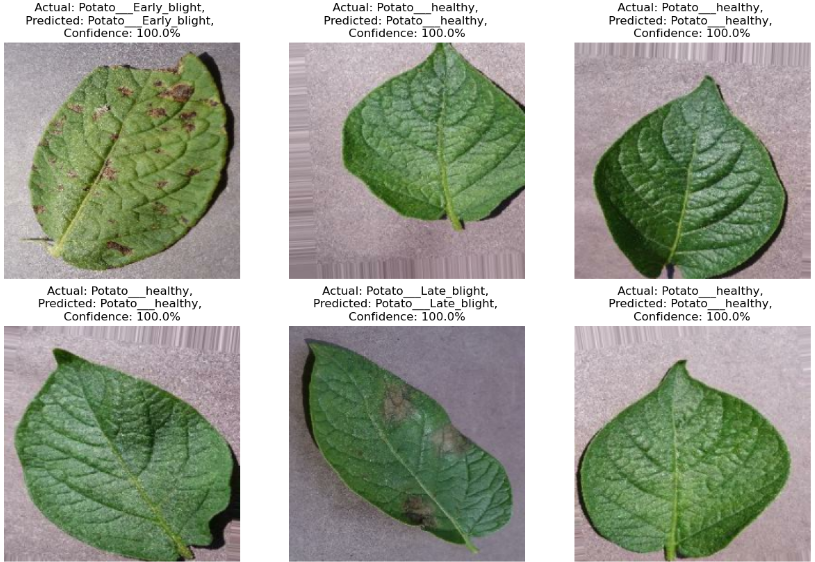 Actual: Potato___Early_blight,
Predicted: Potato___Early_blight,
Confidence: 100.0%
Actual: Potato___healthy,
Predicted: Potato___healthy,
Confidence: 100.0%
Actual: Potato___healthy,
Predicted: Potato___healthy,
Confidence: 100.0%
Actual: Potato___healthy,
Predicted: Potato___healthy,
Confidence: 100.0%
Actual: Potato___Late_blight,
Predicted: Potato___Late_blight,
Confidence: 100.0%
Actual: Potato___healthy,
Predicted: Potato___healthy,
Confidence: 100.0%